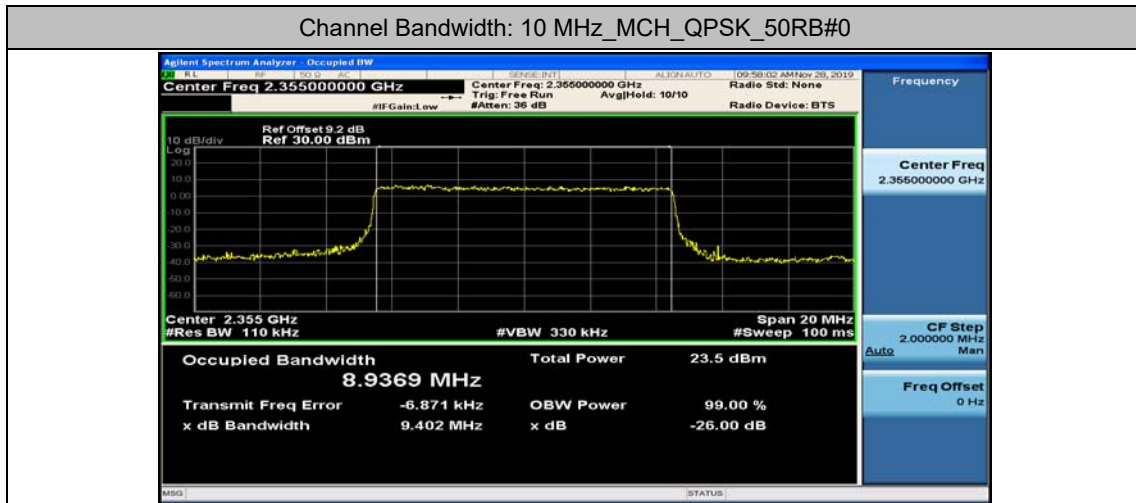 Channel Bandwidth: 10 MHz_MCH_QPSK_50RB#0
Agilent Spectrum Analyzer - Occupied BW
RL RF 50 Ω AC SENSE:INT ALIGN AUTO 09:58:02 AM Nov 28, 2019
Center Freq 2.355000000 GHz
Center Freq: 2.355000000 GHz
Radio Std: None
Trig: Free Run Avg|Hold: 10/10
#IFGain:Low #Atten: 36 dB Radio Device: BTS
Ref Offset 9.2 dB
10 dB/div Ref 30.00 dBm
Log
20.0
10.0
0.00
-10.0
-20.0
-30.0
-40.0
-50.0
-60.0
Center 2.355 GHz Span 20 MHz
#Res BW 110 kHz #VBW 330 kHz #Sweep 100 ms
Occupied Bandwidth Total Power 23.5 dBm
8.9369 MHz
Transmit Freq Error -6.871 kHz OBW Power 99.00 %
x dB Bandwidth 9.402 MHz x dB -26.00 dB
MSG STATUS
Frequency
Center Freq
2.355000000 GHz
CF Step
2.000000 MHz
Auto Man
Freq Offset
0 Hz